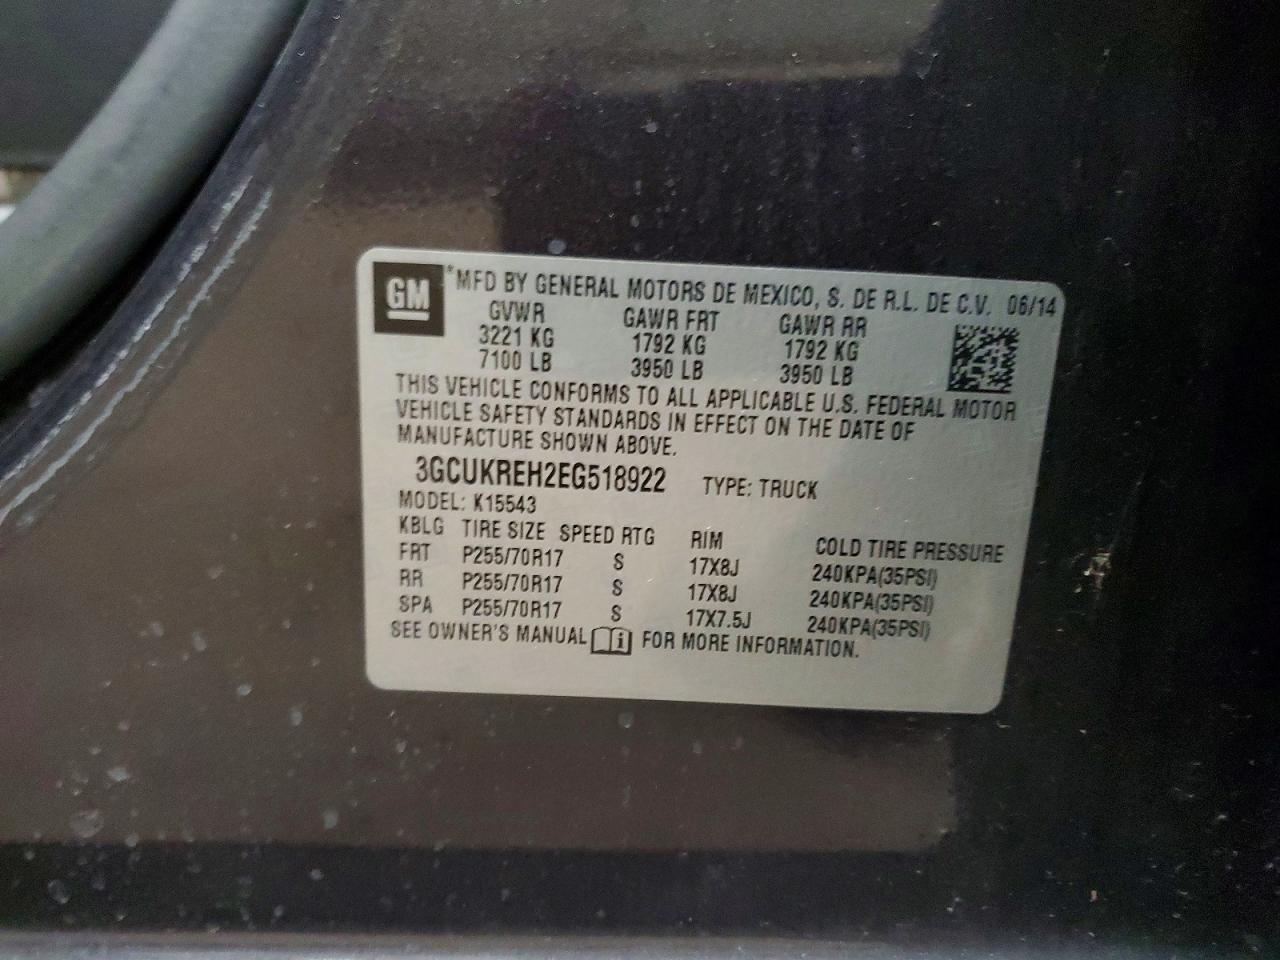 GM
*MFD BY GENERAL MOTORS DE MEXICO, S. DE R.L. DE C.V. 06/14
GVWR GAWR FRT GAWR RR
3221 KG 1792 KG 1792 KG
7100 LB 3950 LB 3950 LB
THIS VEHICLE CONFORMS TO ALL APPLICABLE U.S. FEDERAL MOTOR
VEHICLE SAFETY STANDARDS IN EFFECT ON THE DATE OF
MANUFACTURE SHOWN ABOVE.
3GCUKREH2EG518922 TYPE: TRUCK
MODEL: K15543
KBLG TIRE SIZE SPEED RTG RIM COLD TIRE PRESSURE
FRT P255/70R17 S 17X8J 240KPA(35PSI)
RR P255/70R17 S 17X8J 240KPA(35PSI)
SPA P255/70R17 S 17X7.5J 240KPA(35PSI)
SEE OWNER'S MANUAL FOR MORE INFORMATION.